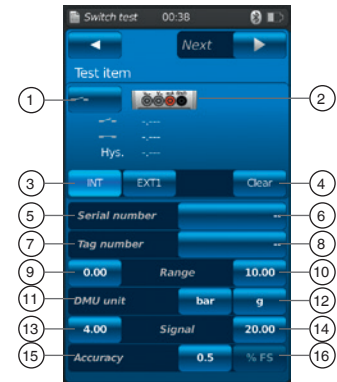 Switch test 00:38
Next
Test item
1
2
-.---
-.---
Hys. -.---
3 INT EXT1 Clear 4
5 Serial number -- 6
7 Tag number -- 8
9 0.00 Range 10.00 10
11 DMU unit bar g 12
13 4.00 Signal 20.00 14
15 Accuracy 0.5 % FS 16